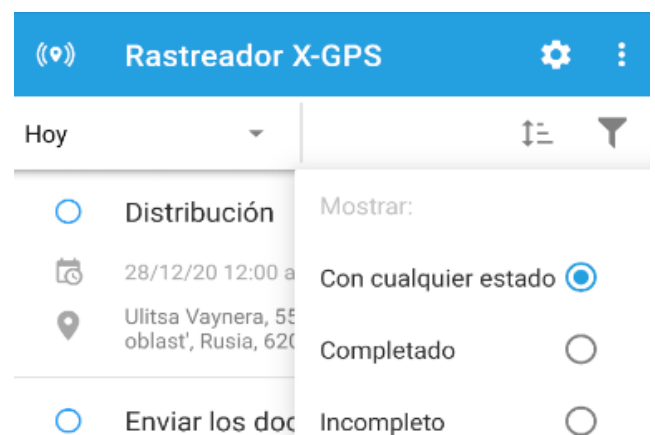 Rastreador X-GPS
Hoy
Distribución
28/12/20 12:00 a
Ulitsa Vaynera, 55
oblast', Rusia, 620
Enviar los doc
Mostrar:
Con cualquier estado
Completado
Incompleto